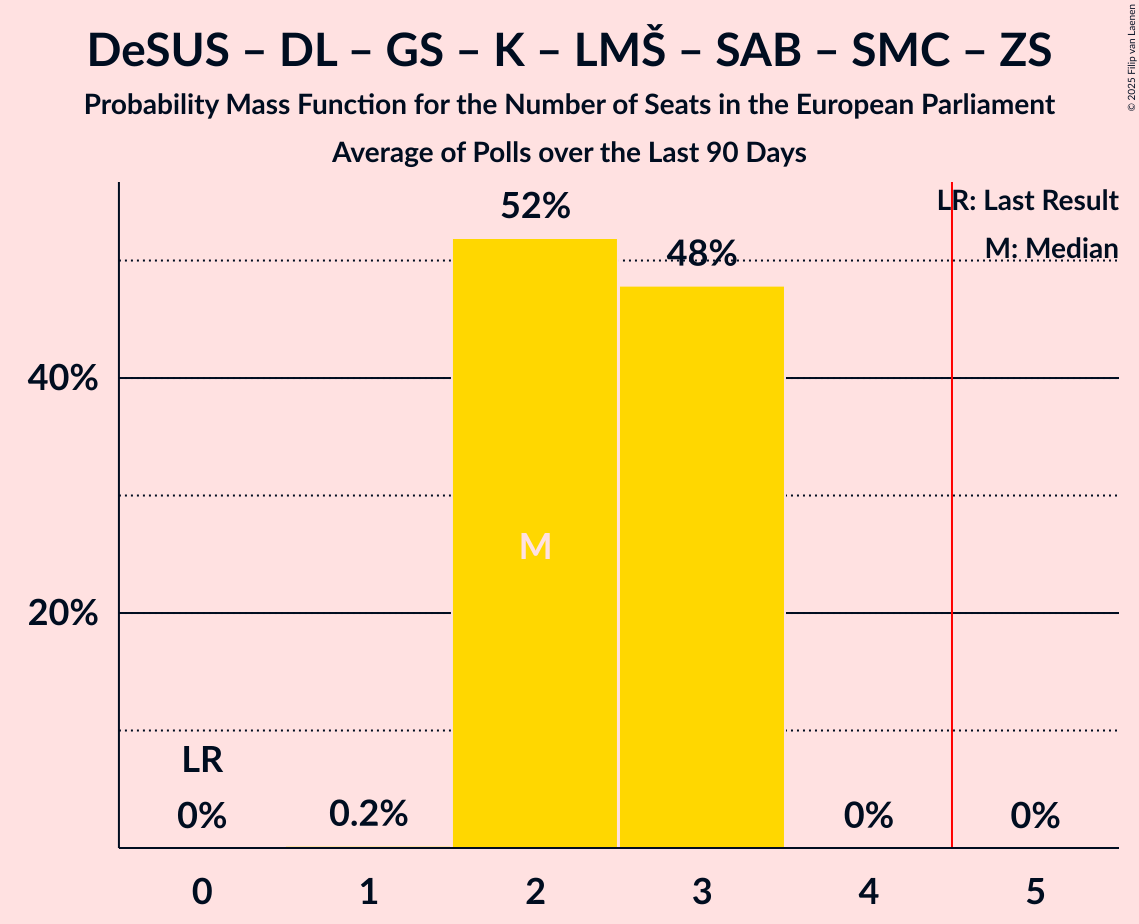 DeSUS – DL – GS – K – LMŠ – SAB – SMC – ZS
Probability Mass Function for the Number of Seats in the European Parliament
Average of Polls over the Last 90 Days
© 2025 Filip van Laenen
LR: Last Result
M: Median
52%
48%
40%
20%
M
LR
0%
0.2%
0%
0%
0
1
2
3
4
5